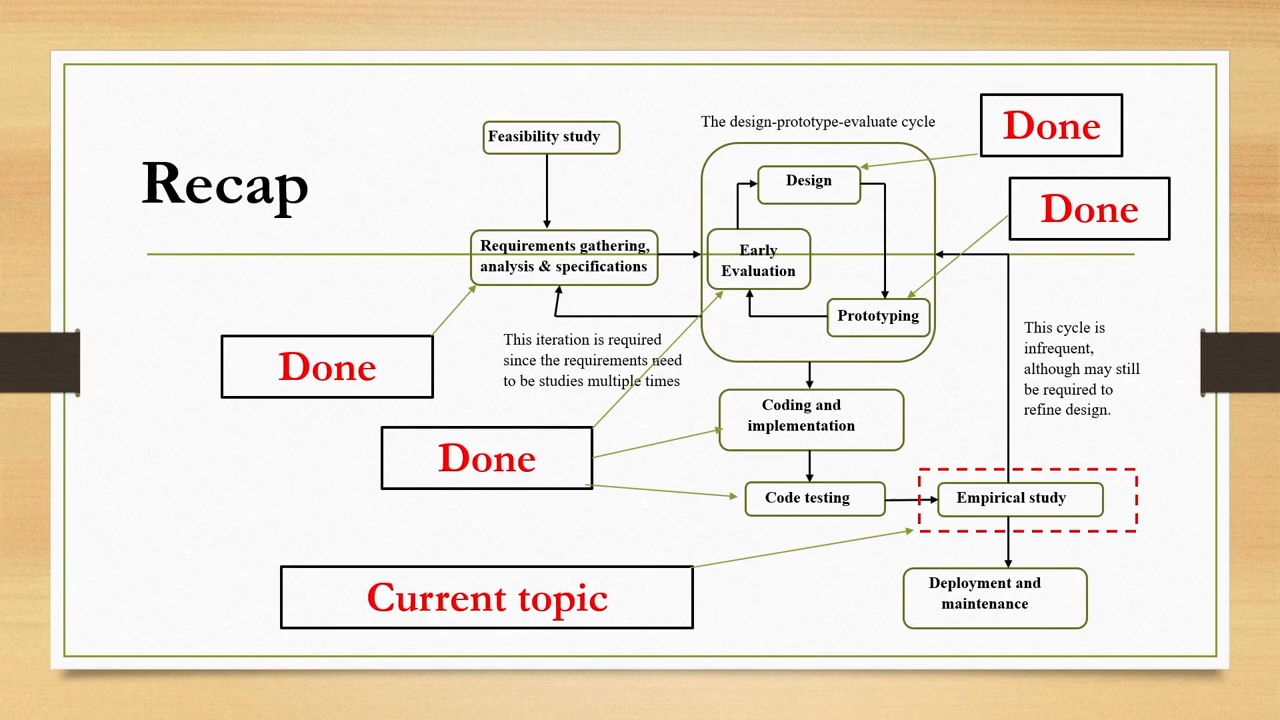 Recap
Feasibility study
The design-prototype-evaluate cycle
Done
Design
Done
Requirements gathering,
analysis & specifications
Early
Evaluation
Prototyping
This iteration is required
since the requirements need
to be studies multiple times
This cycle is
infrequent,
although may still
be required to
refine design.
Done
Coding and
implementation
Done
Code testing
Empirical study
Current topic
Deployment and
maintenance